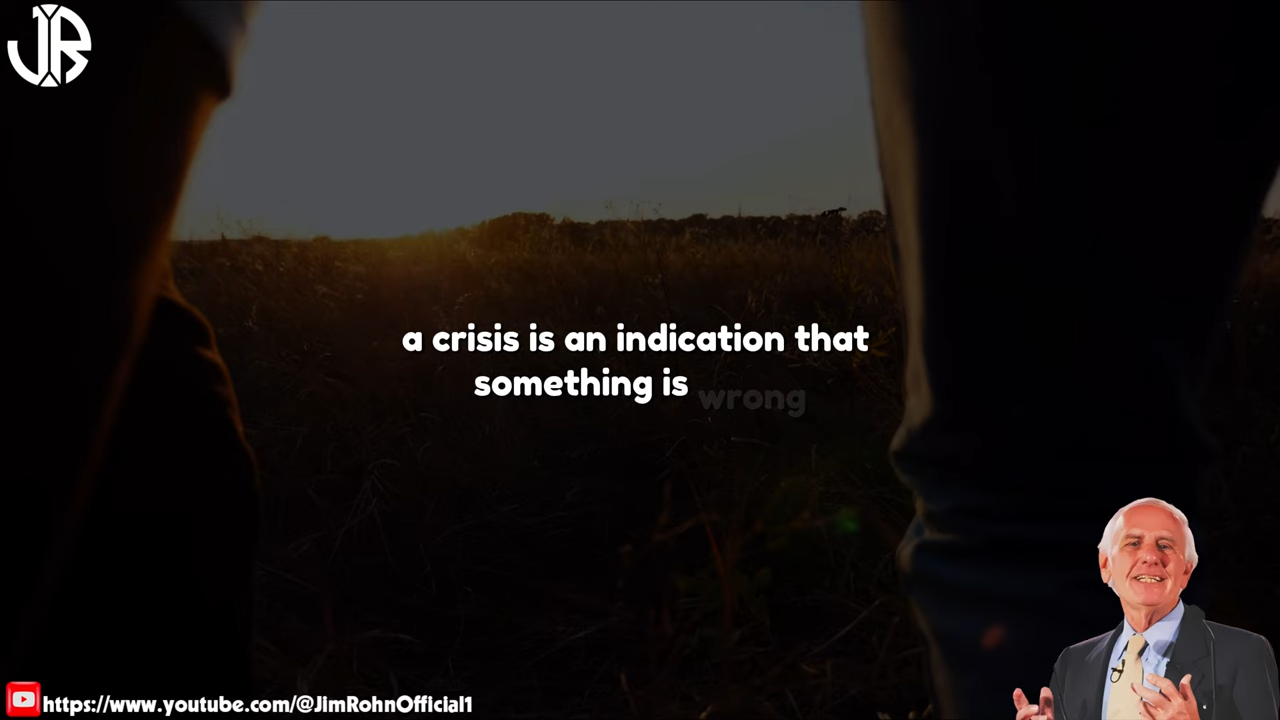 JR
a crisis is an indication that
something is wrong
https://www.youtube.com/@JimRohnOfficial1